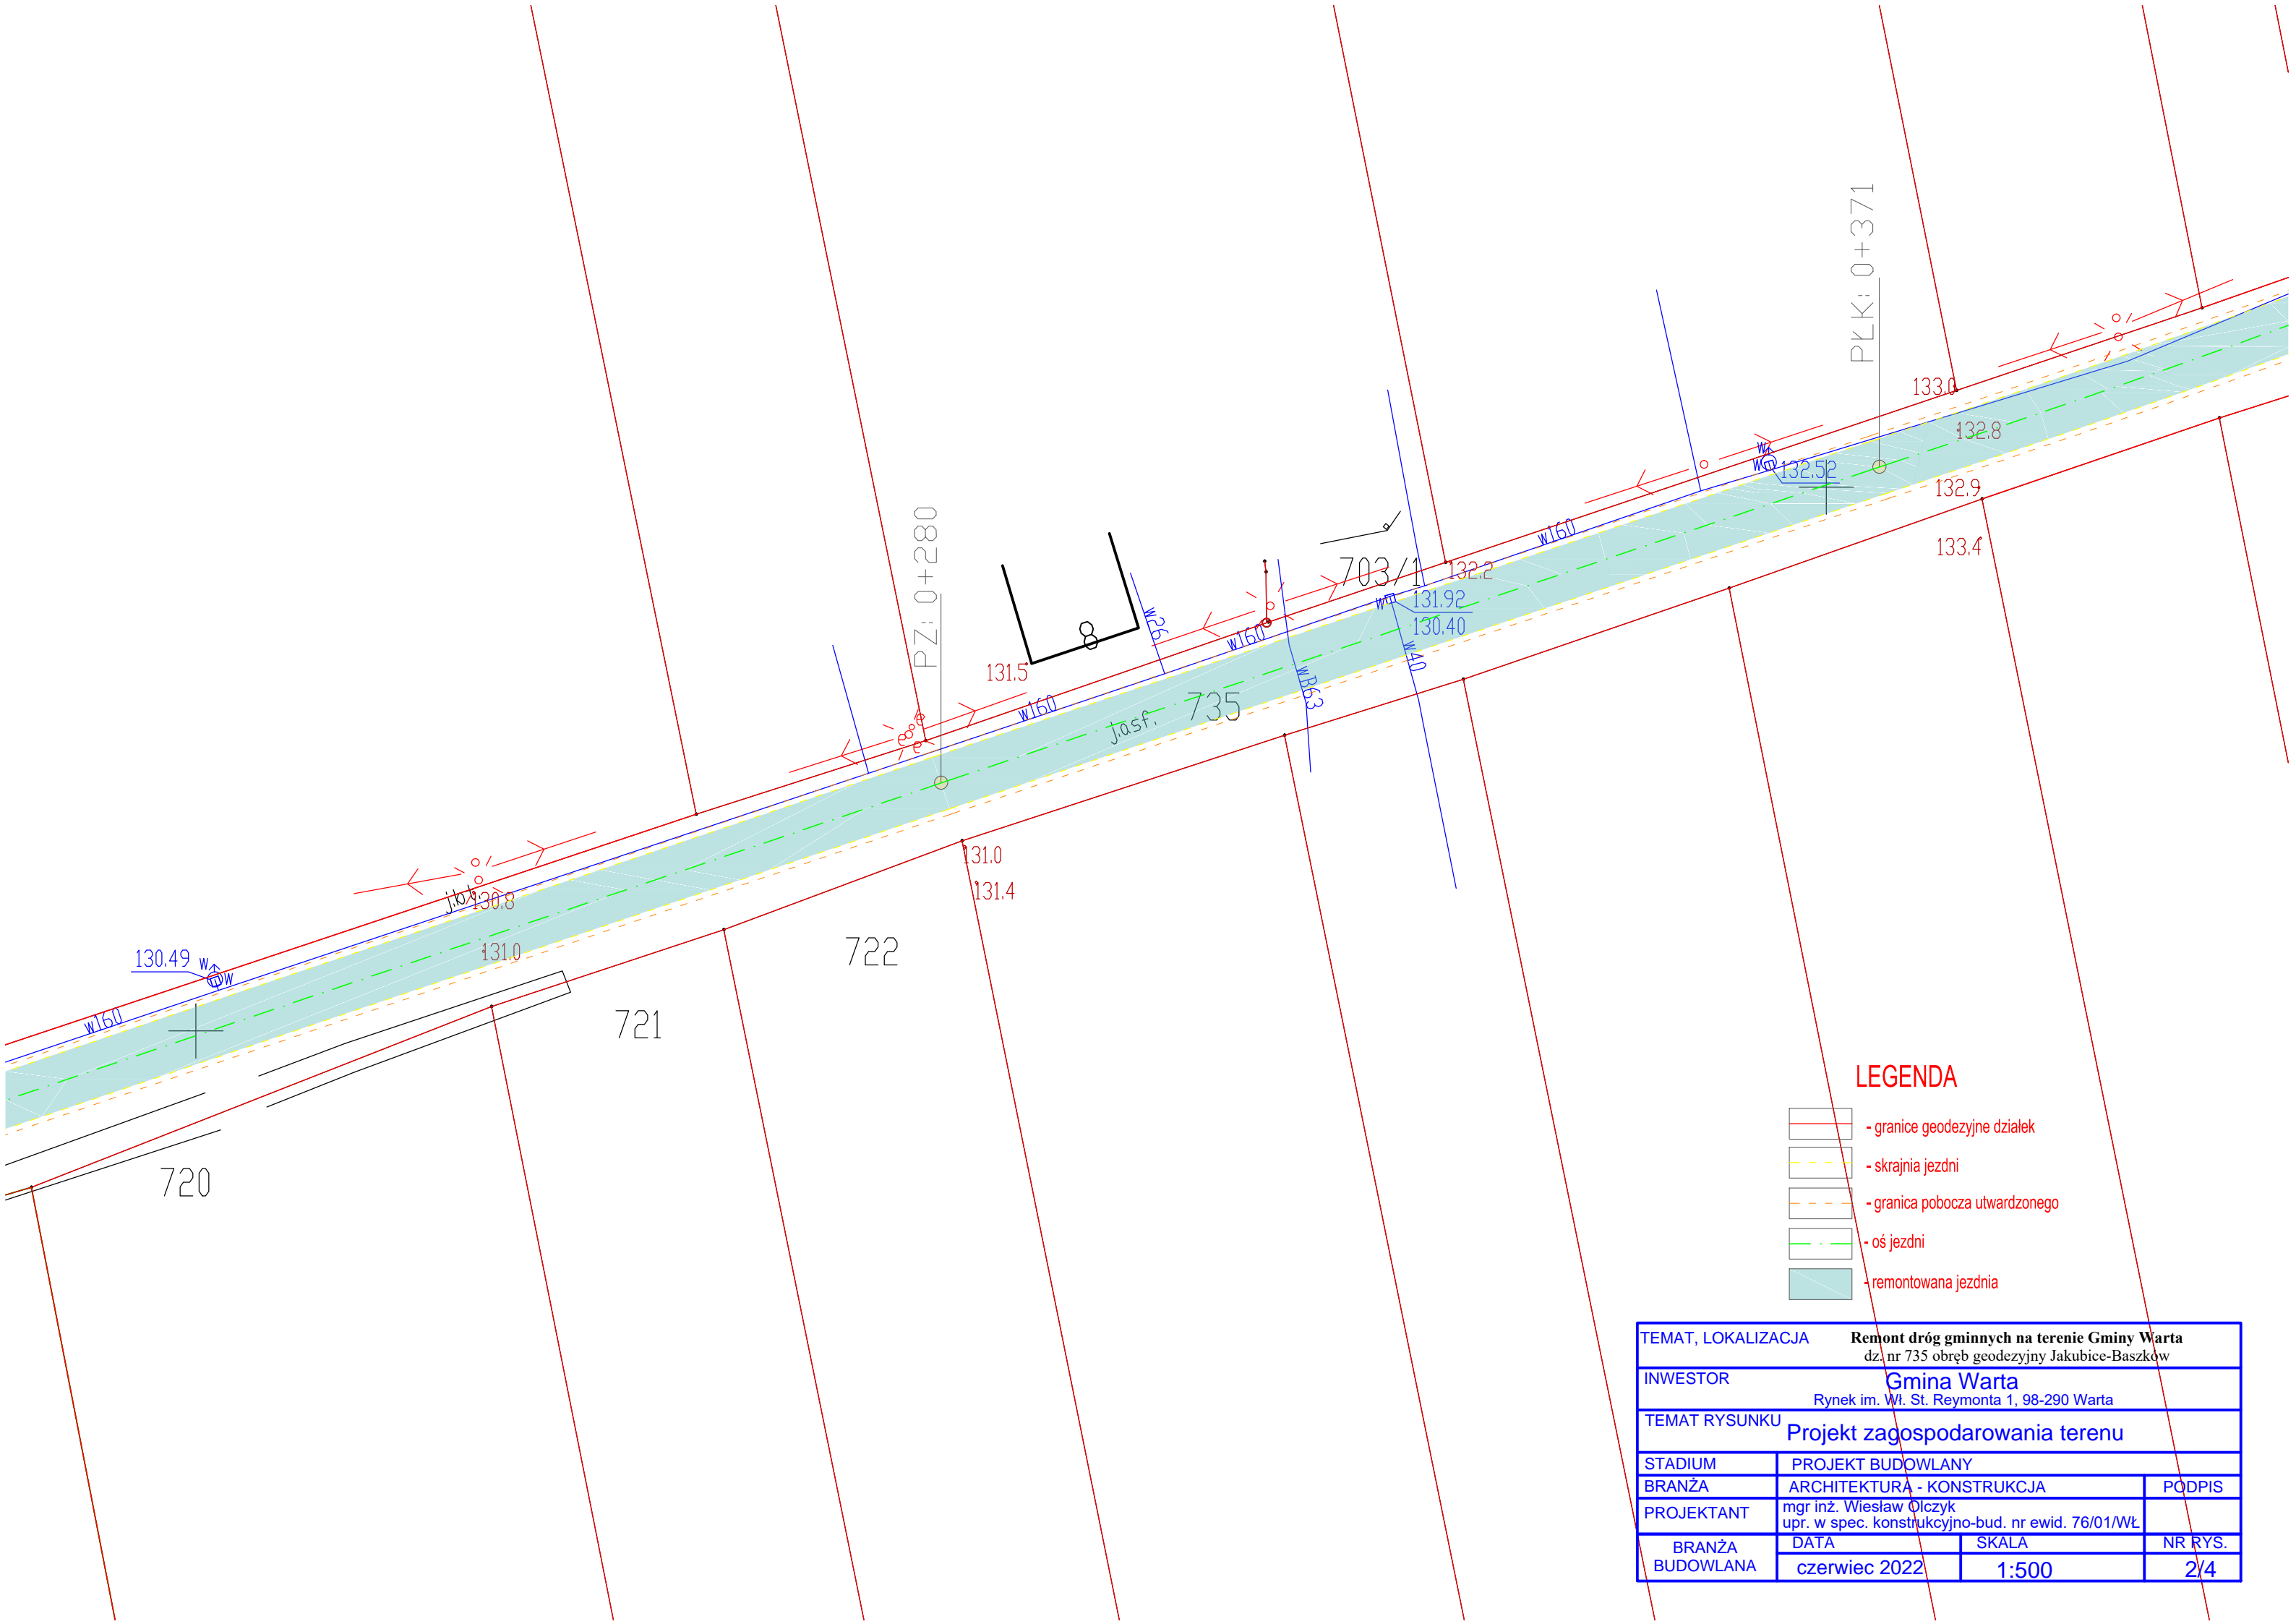 PŁK: 0+371
133.0
132.8
W
W
132.52
132.9
133.4
PZ: 0+280
w160
703/1
132.2
W
131.92
130.40
w26
w160
w40
131.5
8
wB63
w160
j.asf.
735
131.0
131.4
j.bt.
130.8
131.0
722
130.49
W
W
w160
721
720
LEGENDA
- granice geodezyjne działek
- skrajnia jezdni
- granica pobocza utwardzonego
- oś jezdni
- remontowana jezdnia
TEMAT, LOKALIZACJA
Remont dróg gminnych na terenie Gminy Warta
dz. nr 735 obręb geodezyjny Jakubice-Baszków
INWESTOR
Gmina Warta
Rynek im. Wł. St. Reymonta 1, 98-290 Warta
TEMAT RYSUNKU
Projekt zagospodarowania terenu
STADIUM
PROJEKT BUDOWLANY
BRANŻA
ARCHITEKTURA - KONSTRUKCJA
PODPIS
PROJEKTANT
mgr inż. Wiesław Olczyk
upr. w spec. konstrukcyjno-bud. nr ewid. 76/01/WŁ
BRANŻA
BUDOWLANA
DATA
SKALA
NR RYS.
czerwiec 2022
1:500
2/4